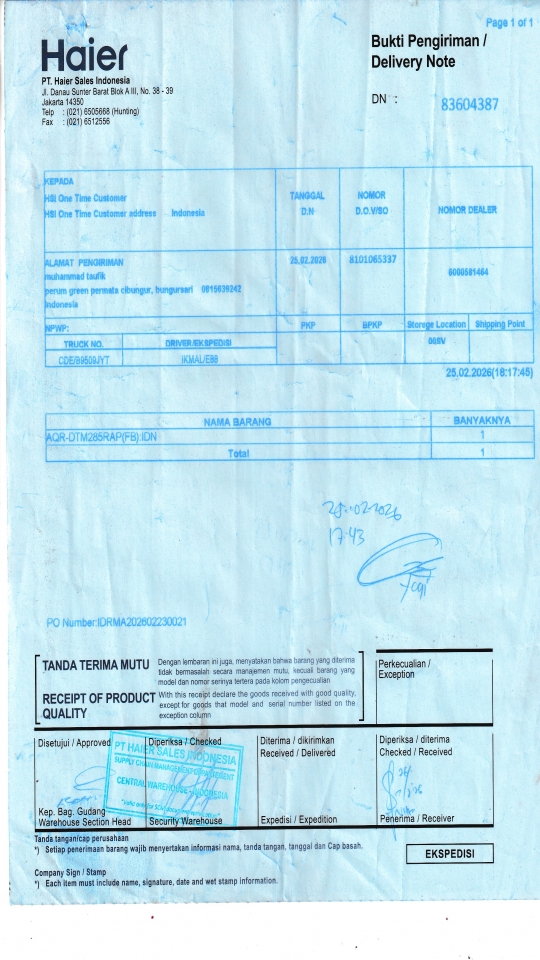 Page 1 of 1
Haier
Bukti Pengiriman /
Delivery Note
PT. Haier Sales Indonesia
Jl. Danau Sunter Barat Blok A III, No. 38 - 39
Jakarta 14350
Telp : (021) 6505668 (Hunting)
Fax : (021) 6512556
DN : 83604387
KEPADA
HSI One Time Customer
HSI One Time Customer address Indonesia
TANGGAL
D.N
NOMOR
D.O.V/SO
NOMOR DEALER
ALAMAT PENGIRIMAN
muhammad taufik
perum green permata cibungur, bungursari 0815639242
Indonesia
25.02.2026
8101065337
6000581464
NPWP:
PKP
BPKP
Storege Location
Shipping Point
TRUCK NO.
DRIVER/EKSPEDISI
CDE/B9509JYT
IKMAL/E88
25.02.2026(18:17:45)
NAMA BARANG BANYAKNYA
AQR-DTM285RAP(FB):IDN 1
Total 1
17.43
PO Number:IDRMA202602230021
TANDA TERIMA MUTU
Dengan lembaran ini juga, menyatakan bahwa barang yang diterima
tidak bermasalah secara manajemen mutu, kecuali barang yang
model dan nomor serinya tertera pada kolom pengecualian
RECEIPT OF PRODUCT
QUALITY
With this receipt declare the goods received with good quality,
except for goods that model and serial number listed on the
exception column
Perkecualian /
Exception
Disetujui / Approved
Diperiksa / Checked
Diterima / dikirimkan
Received / Delivered
Diperiksa / diterima
Checked / Received
PT HAIER SALES INDONESIA
SUPPLY CHAIN MANAGEMENT DEPARTMENT
CENTRAL WAREHOUSE - INDONESIA
Kep. Bag. Gudang
Warehouse Section Head
Security Warehouse
Expedisi / Expedition
Penerima / Receiver
Tanda tangan/cap perusahaan
*) Setiap penerimaan barang wajib menyertakan informasi nama, tanda tangan, tanggal dan Cap basah.
EKSPEDISI
Company Sign / Stamp
*) Each item must include name, signature, date and wet stamp information.